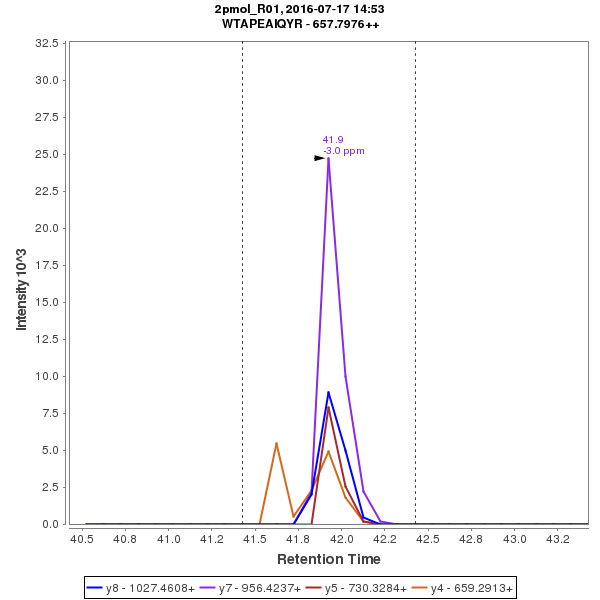 2pmol_R01, 2016-07-17 14:53
WTAPEAIQYR - 657.7976++
32.5
30.0
27.5
25.0
22.5
20.0
17.5
15.0
12.5
10.0
7.5
5.0
2.5
0.0
Intensity 10^3
41.9
-3.0 ppm
40.5 40.8 41.0 41.2 41.5 41.8 42.0 42.2 42.5 42.8 43.0 43.2
Retention Time
y8 - 1027.4608+ y7 - 956.4237+ y5 - 730.3284+ y4 - 659.2913+